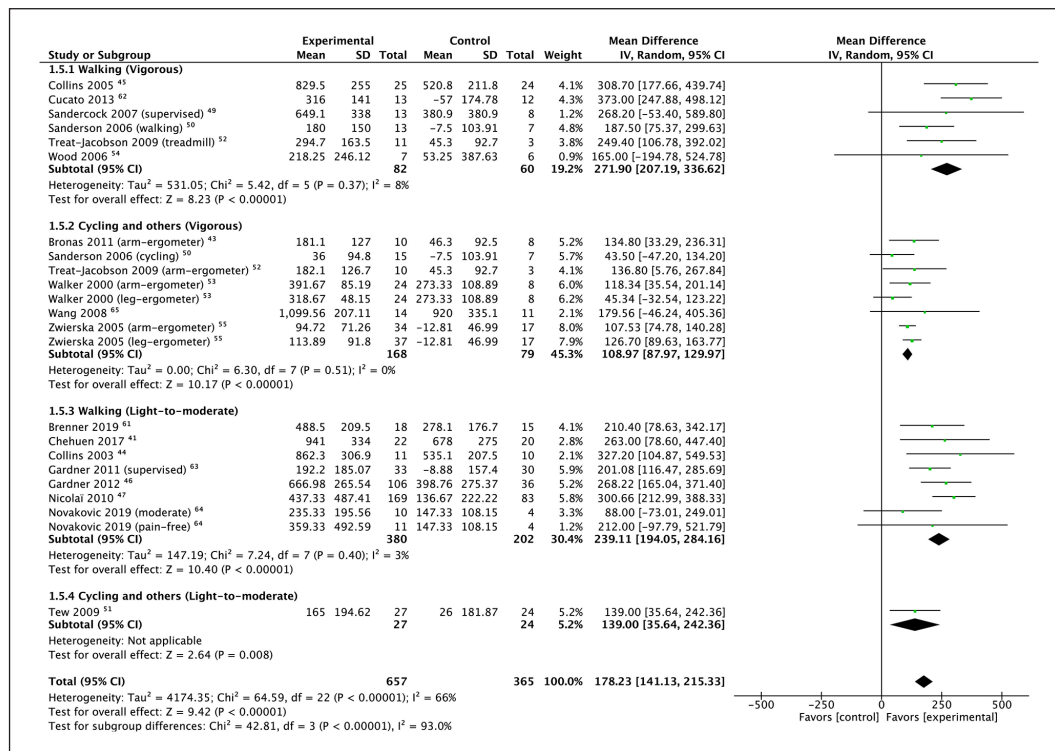 Experimental Control Mean Difference Mean Difference
Study or Subgroup Mean SD Total Mean SD Total Weight IV, Random, 95% CI IV, Random, 95% CI
1.5.1 Walking (Vigorous)
Collins 2005 45 829.5 255 25 520.8 211.8 24 4.1% 308.70 [177.66, 439.74]
Cucato 2013 62 316 141 13 -57 174.78 12 4.3% 373.00 [247.88, 498.12]
Sandercock 2007 (supervised) 49 649.1 338 13 380.9 380.9 8 0.9% 268.20 [-53.40, 589.80]
Sanderson 2006 (walking) 50 180 150 13 -7.5 103.91 7 4.8% 187.50 [75.37, 299.63]
Treat-Jacobson 2009 (treadmill) 52 294.7 163.5 11 45.3 92.7 3 3.8% 249.40 [106.78, 392.02]
Wood 2006 54 218.25 246.12 7 53.25 387.63 6 0.9% 165.00 [-194.78, 524.78]
Subtotal (95% CI) 82 60 19.2% 271.90 [207.19, 336.62]
Heterogeneity: Tau² = 531.05; Chi² = 5.42, df = 5 (P = 0.37); I² = 8%
Test for overall effect: Z = 8.23 (P < 0.00001)
1.5.2 Cycling and others (Vigorous)
Bronas 2011 (arm-ergometer) 43 181.1 127 10 46.3 92.5 8 5.2% 134.80 [33.29, 236.31]
Sanderson 2006 (cycling) 50 36 94.8 15 -7.5 103.91 7 5.6% 43.50 [-47.20, 134.20]
Treat-Jacobson 2009 (arm-ergometer) 52 182.1 126.7 10 45.3 92.7 3 4.1% 136.80 [5.76, 267.84]
Walker 2000 (arm-ergometer) 53 391.67 85.19 24 273.33 108.89 8 5.8% 118.34 [35.54, 201.14]
Walker 2000 (leg-ergometer) 53 318.67 48.15 24 273.33 108.89 8 6.0% 45.34 [-32.54, 123.22]
Wang 2008 65 1,099.56 207.11 14 920 335.1 11 1.7% 179.56 [-46.24, 405.36]
Zwierska 2005 (arm-ergometer) 55 94.72 71.26 34 -12.81 46.99 17 8.0% 107.53 [74.78, 140.28]
Zwierska 2005 (leg-ergometer) 55 113.89 91.8 37 -12.81 46.99 17 7.9% 126.70 [89.63, 163.77]
Subtotal (95% CI) 168 79 45.3% 108.97 [87.97, 129.97]
Heterogeneity: Tau² = 0.00; Chi² = 6.30, df = 7 (P = 0.51); I² = 0%
Test for overall effect: Z = 10.17 (P < 0.00001)
1.5.3 Walking (Light-to-moderate)
Brenner 2019 61 488.5 209.5 18 278.1 176.7 15 4.1% 210.40 [78.63, 342.17]
Chehuen 2017 41 941 334 22 678 275 20 2.8% 263.00 [78.60, 447.40]
Collins 2003 44 862.3 306.9 11 535.1 207.5 10 2.1% 327.20 [104.87, 549.53]
Gardner 2011 (supervised) 63 192.2 185.07 33 -8.88 157.4 30 5.9% 201.08 [116.47, 285.69]
Gardner 2012 46 666.98 265.54 106 398.76 275.37 36 5.2% 268.22 [165.04, 371.40]
Nicolaï 2010 47 437.33 487.41 169 136.67 222.22 83 5.7% 300.66 [212.99, 388.33]
Novakovic 2019 (moderate) 64 235.33 195.56 10 147.33 108.15 4 3.4% 88.00 [-73.01, 249.01]
Novakovic 2019 (pain-free) 64 359.33 492.59 11 147.33 108.15 4 1.2% 212.00 [-97.79, 521.79]
Subtotal (95% CI) 380 202 30.4% 239.11 [194.05, 284.16]
Heterogeneity: Tau² = 147.19; Chi² = 7.24, df = 7 (P = 0.40); I² = 3%
Test for overall effect: Z = 10.40 (P < 0.00001)
1.5.4 Cycling and others (Light-to-moderate)
Tew 2009 51 165 194.62 27 26 181.87 24 5.2% 139.00 [35.64, 242.36]
Subtotal (95% CI) 27 24 5.2% 139.00 [35.64, 242.36]
Heterogeneity: Not applicable
Test for overall effect: Z = 2.64 (P = 0.008)
Total (95% CI) 657 365 100.0% 178.23 [141.13, 215.33]
Heterogeneity: Tau² = 4174.35; Chi² = 64.59, df = 22 (P < 0.00001); I² = 66%
Test for overall effect: Z = 9.42 (P < 0.00001)
Test for subgroup differences: Chi² = 42.81, df = 3 (P < 0.00001), I² = 93.0%
-500 -250 0 250 500
Favors [control] Favors [experimental]